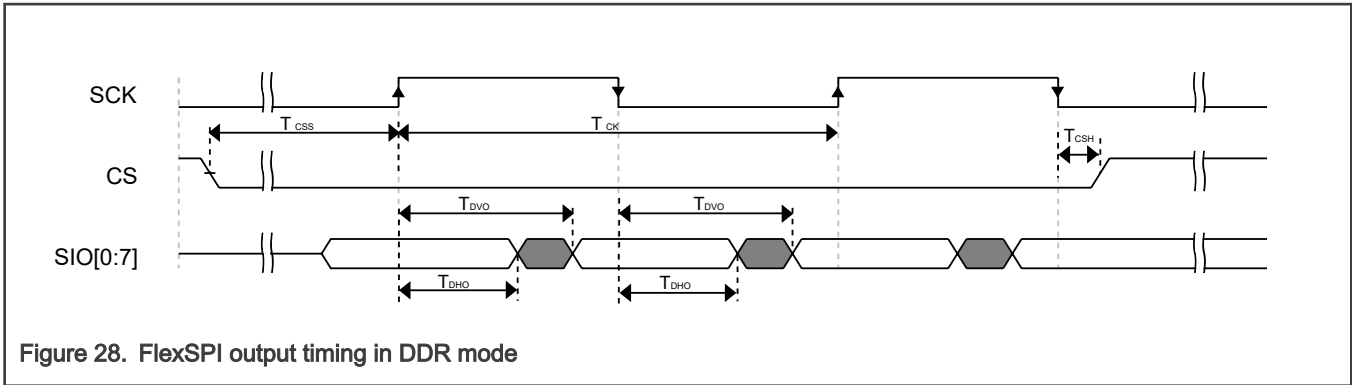 SCK
T CSS
T CK
T CSH
CS
T DVO
T DVO
SIO[0:7]
T DHO
T DHO
Figure 28. FlexSPI output timing in DDR mode